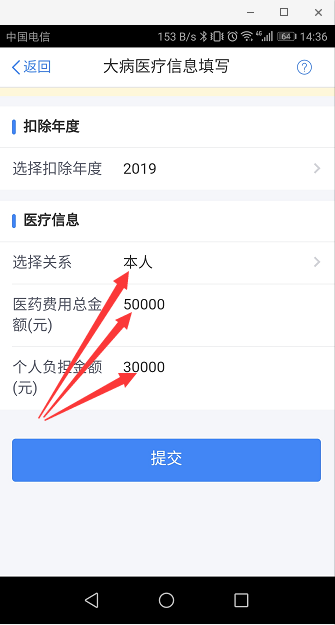 中国电信 153 B/s 4G 64 14:36
返回 大病医疗信息填写 ?
扣除年度
选择扣除年度 2019
医疗信息
选择关系 本人
医药费用总金 50000
额(元)
个人负担金额 30000
(元)
提交